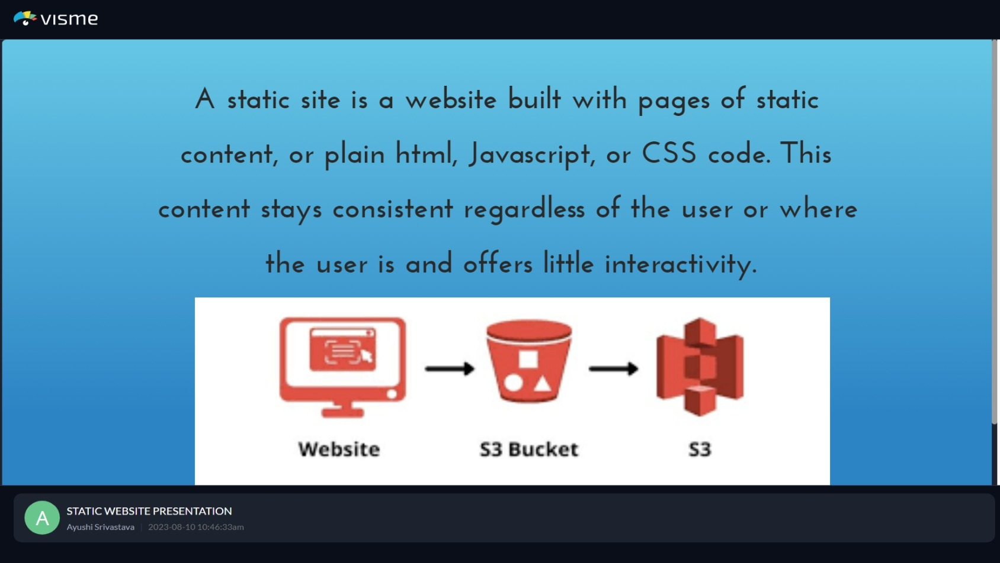 visme
A static site is a website built with pages of static
content, or plain html, Javascript, or CSS code. This
content stays consistent regardless of the user or where
the user is and offers little interactivity.
Website
S3 Bucket
S3
A
STATIC WEBSITE PRESENTATION
Ayushi Srivastava | 2023-08-10 10:46:33am